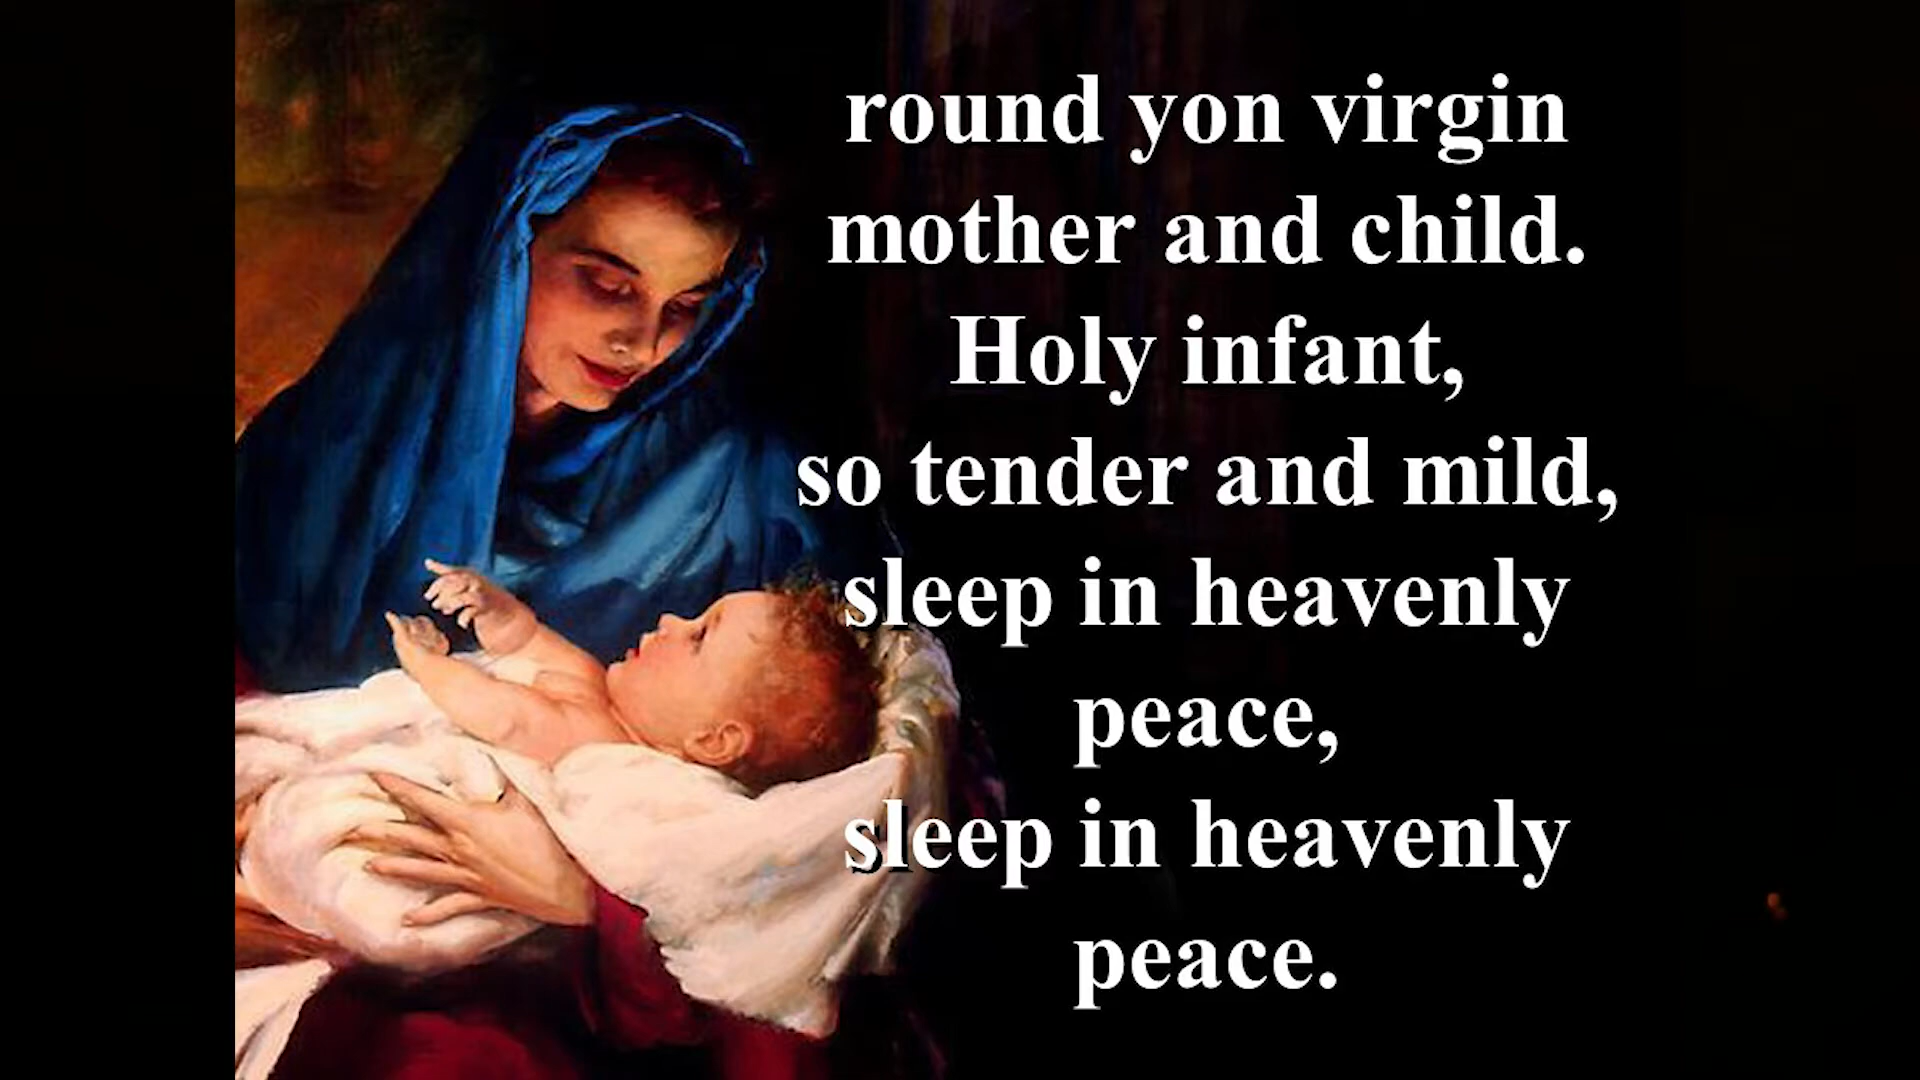 round yon virgin
mother and child.
Holy infant,
so tender and mild,
sleep in heavenly
peace,
sleep in heavenly
peace.